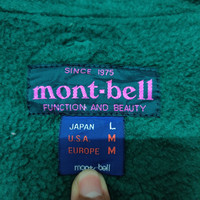 SINCE 1975
mont-bell
FUNCTION AND BEAUTY
JAPAN L
U.S.A M
EUROPE M
mont-bell